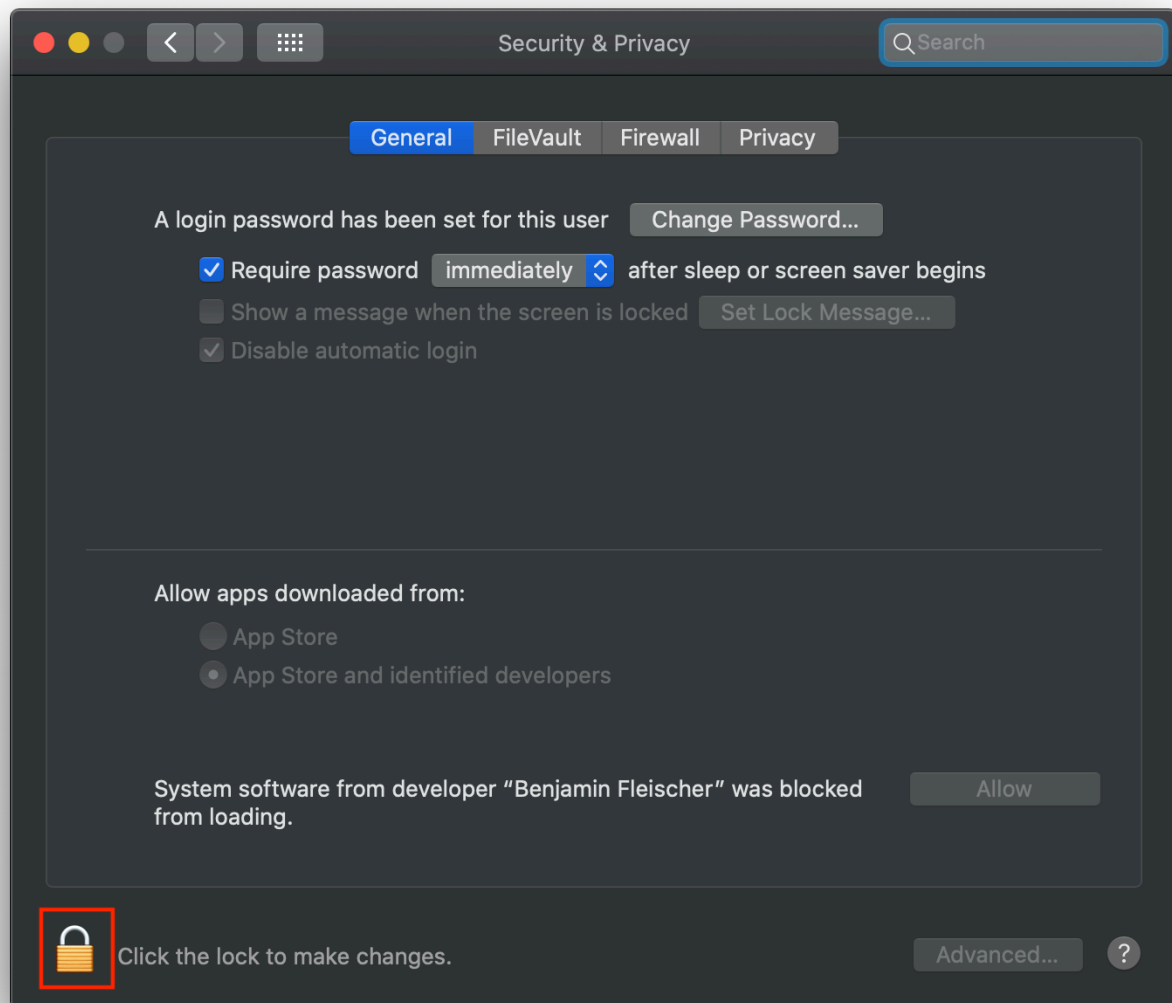 Security & Privacy
Search
General FileVault Firewall Privacy
A login password has been set for this user Change Password...
Require password immediately after sleep or screen saver begins
Show a message when the screen is locked Set Lock Message...
Disable automatic login
Allow apps downloaded from:
App Store
App Store and identified developers
System software from developer “Benjamin Fleischer” was blocked Allow
from loading.
Click the lock to make changes. Advanced... ?